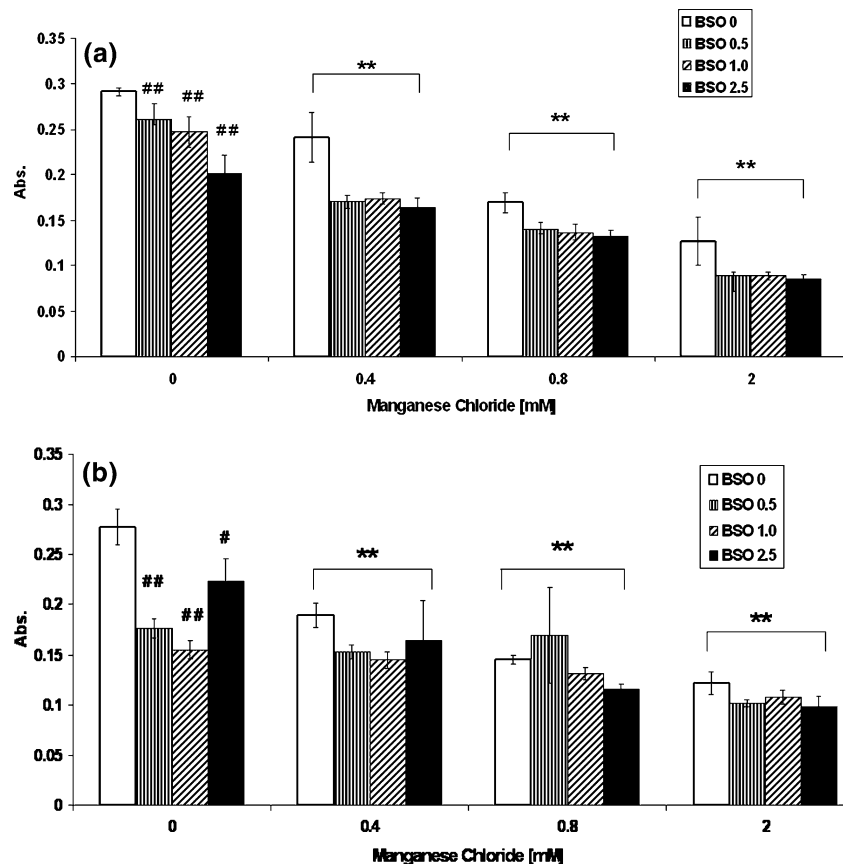 (a)
BSO 0
BSO 0.5
BSO 1.0
BSO 2.5
0.35
0.3
0.25
0.2
0.15
0.1
0.05
0
Abs.
## ## ##
** ** **
0 0.4 0.8 2
Manganese Chloride [mM]
(b)
BSO 0
BSO 0.5
BSO 1.0
BSO 2.5
0.35
0.3
0.25
0.2
0.15
0.1
0.05
0
Abs.
## ## #
** ** **
0 0.4 0.8 2
Manganese Chloride [mM]